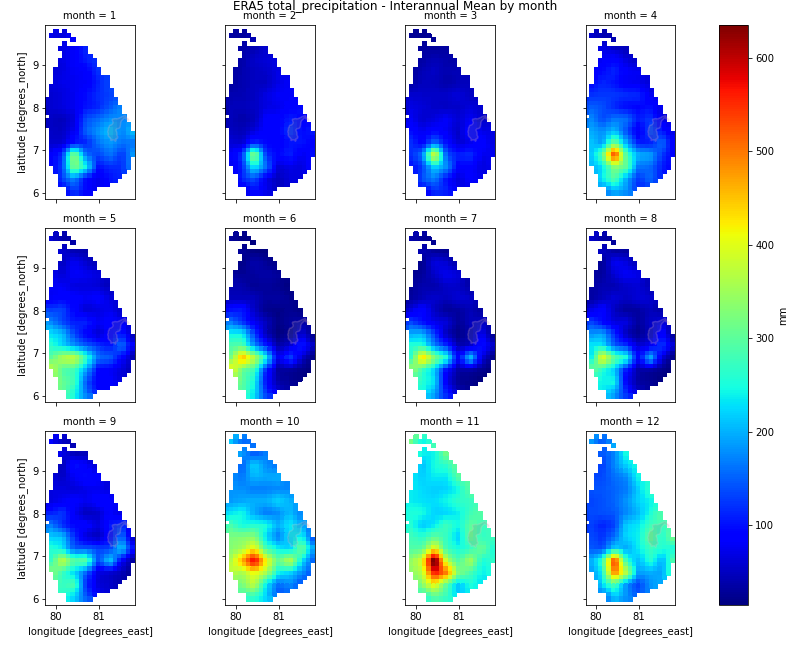 ERA5 total_precipitation - Interannual Mean by month
month = 1
month = 2
month = 3
month = 4
latitude [degrees_north]
9
8
7
6
month = 5
month = 6
month = 7
month = 8
latitude [degrees_north]
9
8
7
6
month = 9
month = 10
month = 11
month = 12
latitude [degrees_north]
9
8
7
6
80 81
80 81
80 81
80 81
longitude [degrees_east]
longitude [degrees_east]
longitude [degrees_east]
longitude [degrees_east]
600
500
400
300
200
100
mm